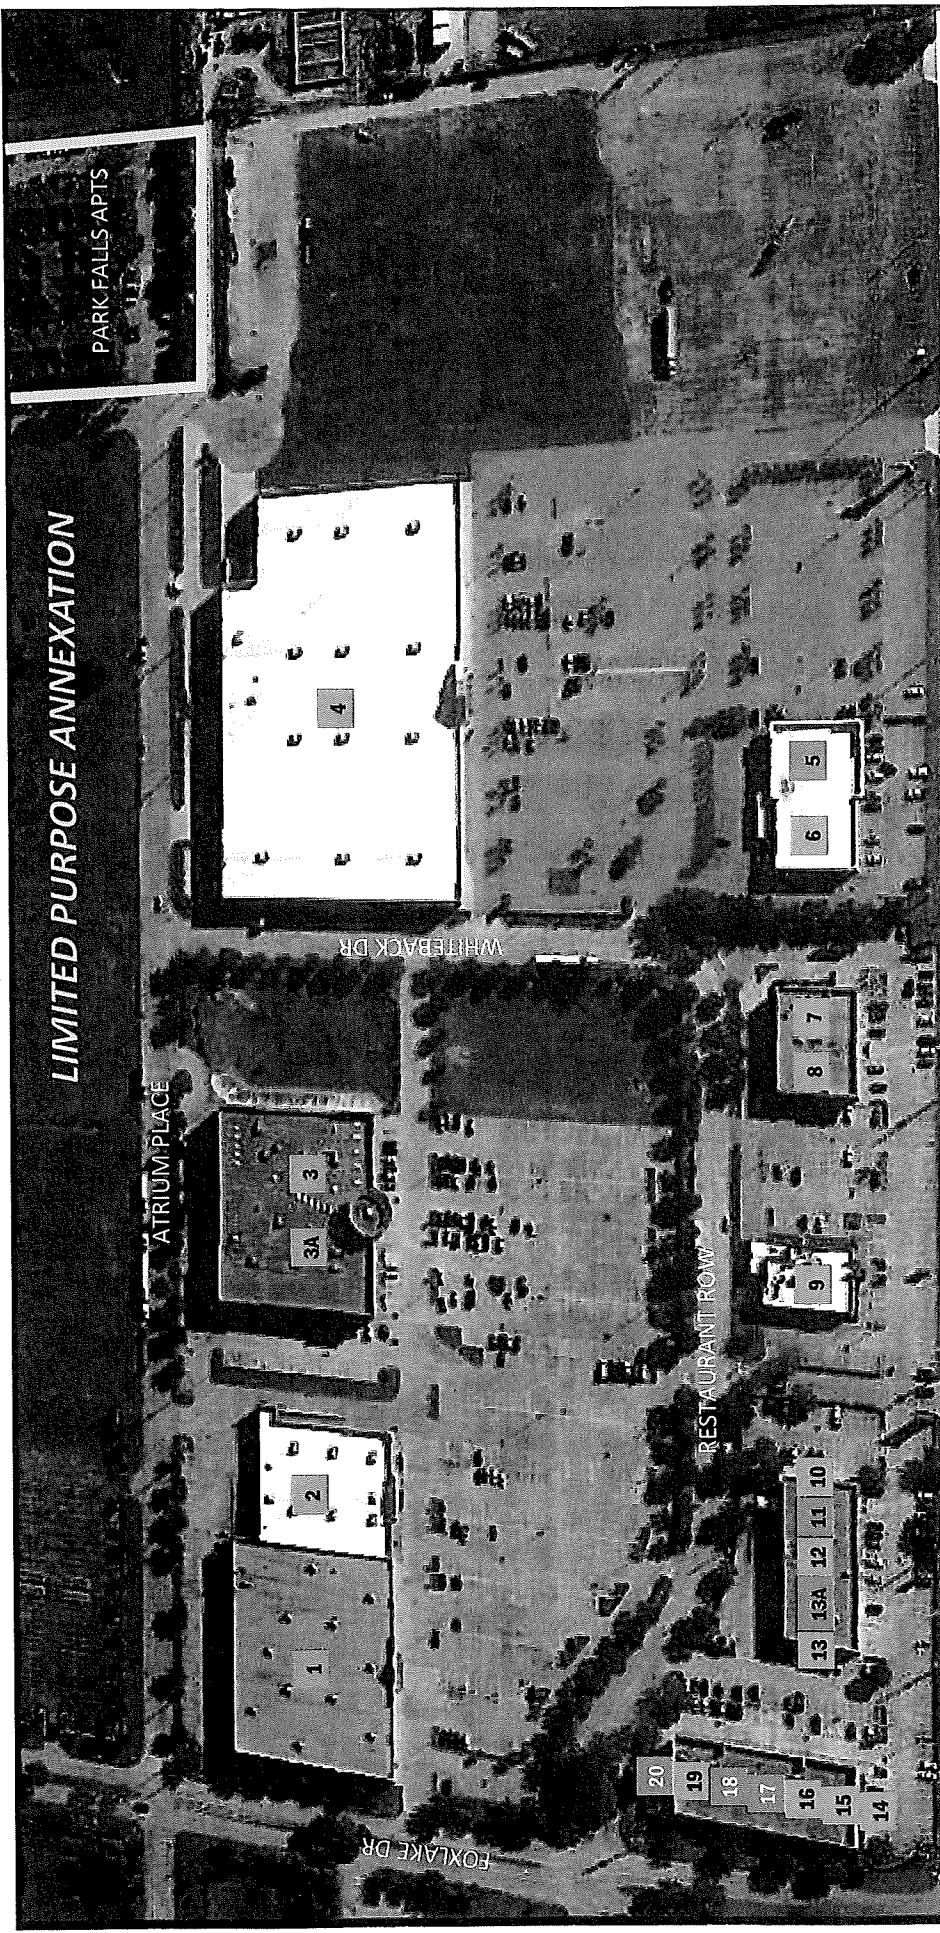 LIMITED PURPOSE ANNEXATION
PARK FALLS APTS
ATRIUM PLACE
WHITEBACK DR
FOXLAKE DR
RESTAURANT ROW
1
2
3A
3
4
5
6
7
8
9
10
11
12
13A
13
14
15
16
17
18
19
20